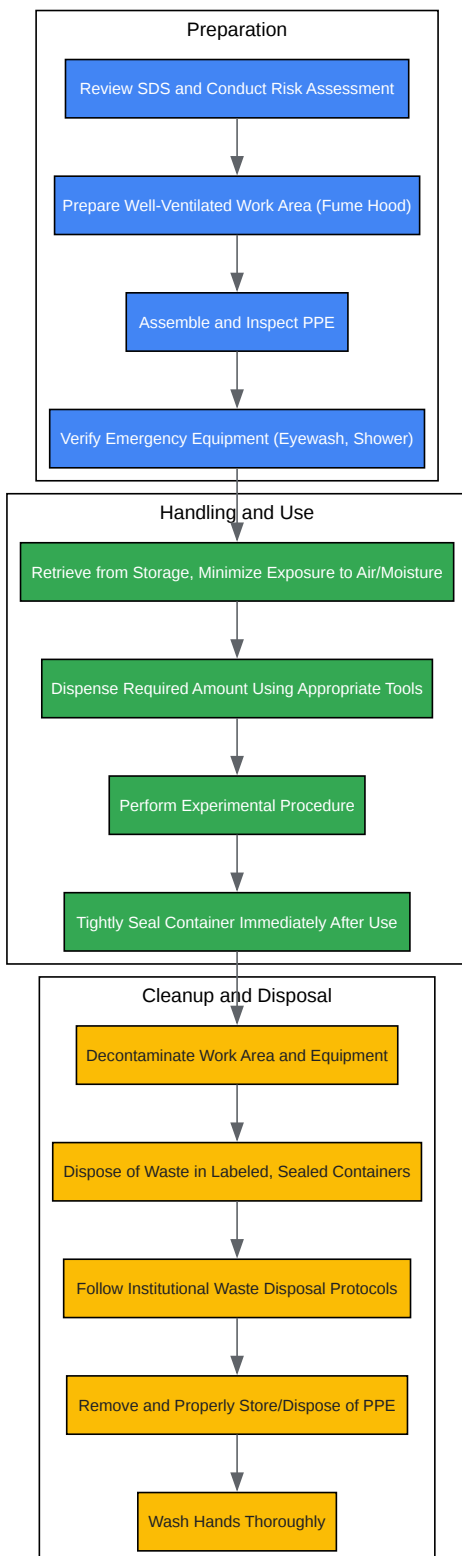 Preparation
Review SDS and Conduct Risk Assessment
Prepare Well-Ventilated Work Area (Fume Hood)
Assemble and Inspect PPE
Verify Emergency Equipment (Eyewash, Shower)
Handling and Use
Retrieve from Storage, Minimize Exposure to Air/Moisture
Dispense Required Amount Using Appropriate Tools
Perform Experimental Procedure
Tightly Seal Container Immediately After Use
Cleanup and Disposal
Decontaminate Work Area and Equipment
Dispose of Waste in Labeled, Sealed Containers
Follow Institutional Waste Disposal Protocols
Remove and Properly Store/Dispose of PPE
Wash Hands Thoroughly